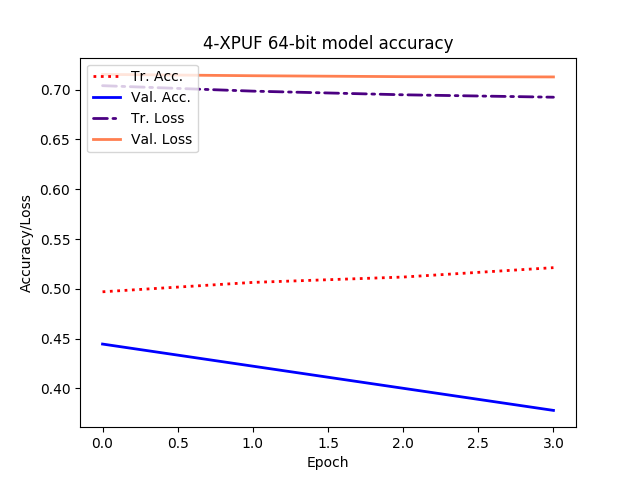 4-XPUF 64-bit model accuracy
Tr. Acc.
Val. Acc.
Tr. Loss
Val. Loss
Accuracy/Loss
0.70
0.65
0.60
0.55
0.50
0.45
0.40
0.0 0.5 1.0 1.5 2.0 2.5 3.0
Epoch